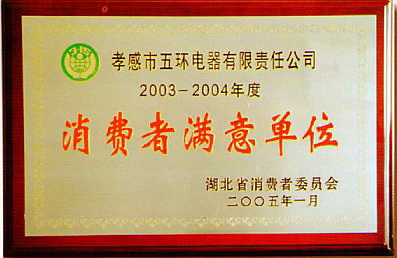 孝感市五环电器有限责任公司
2003-2004年度
消费者满意单位
湖北省消费者委员会
二〇〇五年一月